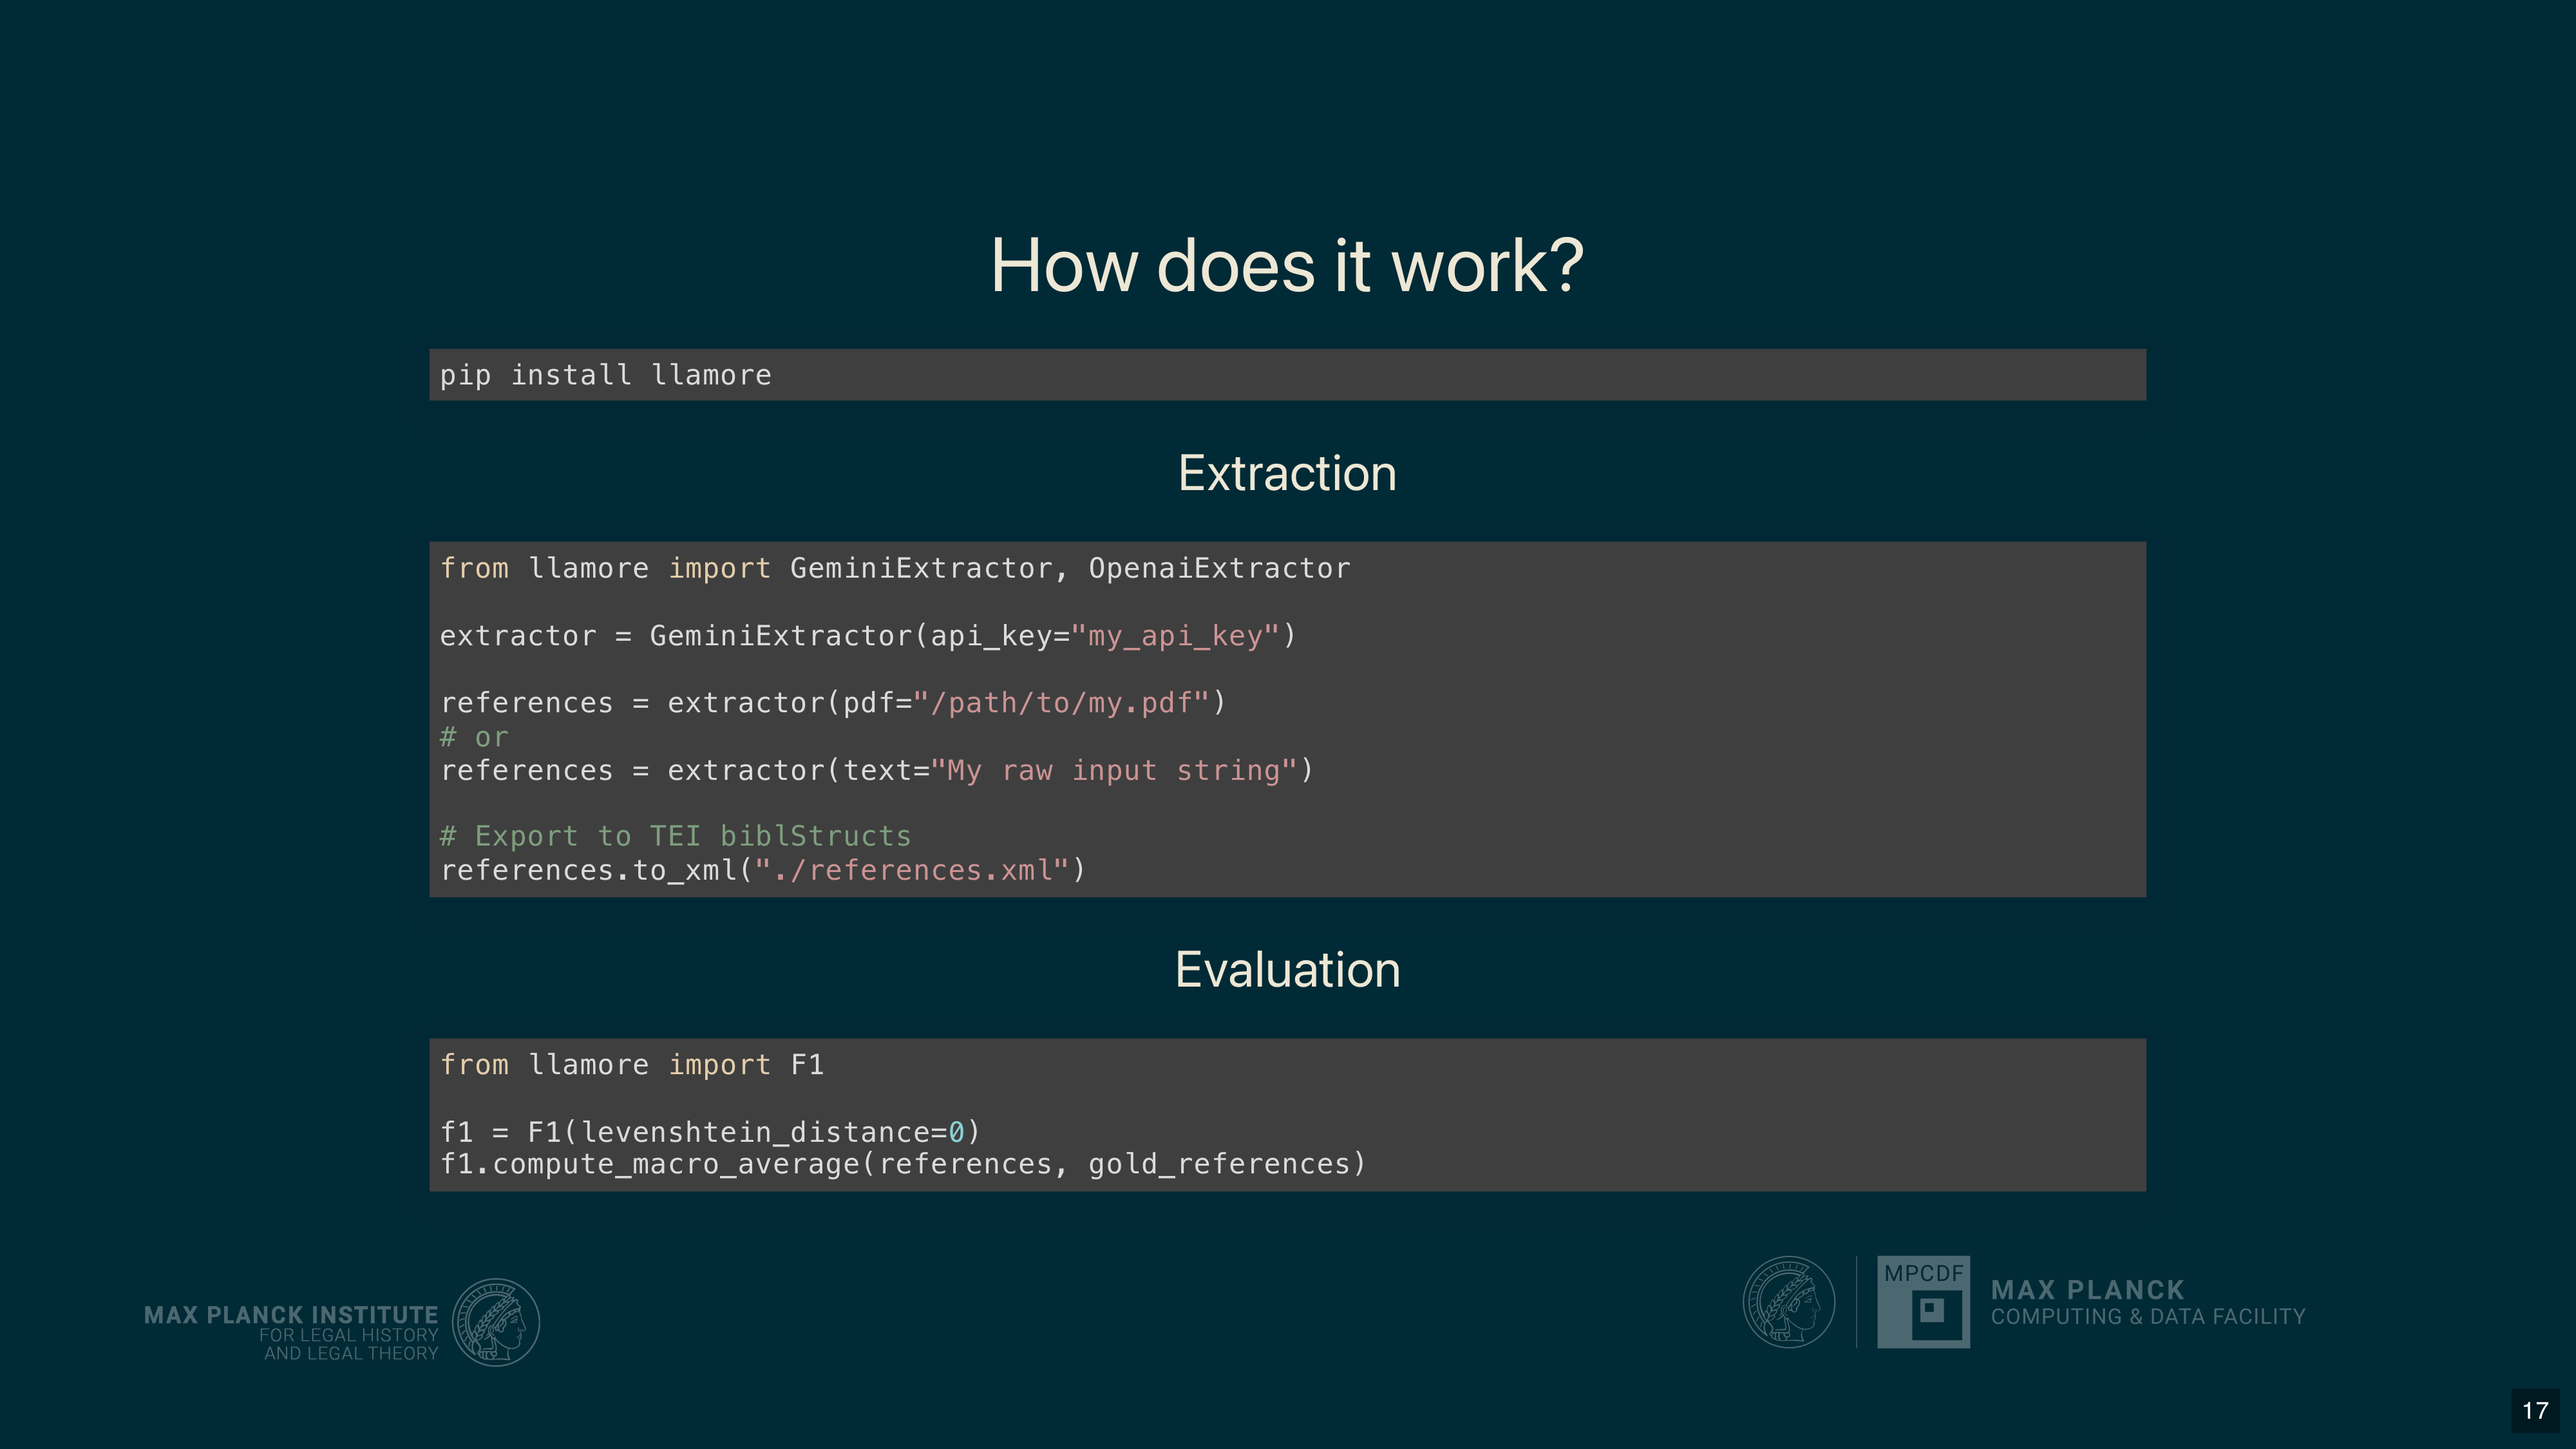 How does it work?
pip install llamore
Extraction
from llamore import GeminiExtractor, OpenaiExtractor
extractor = GeminiExtractor(api_key="my_api_key")
references = extractor(pdf="/path/to/my.pdf")
# or
references = extractor(text="My raw input string")
# Export to TEI biblStructs
references.to_xml("./references.xml")
Evaluation
from llamore import F1
f1 = F1(levenshtein_distance=0)
f1.compute_macro_average(references, gold_references)
MAX PLANCK INSTITUTE
FOR LEGAL HISTORY
AND LEGAL THEORY
MPCDF
MAX PLANCK
COMPUTING & DATA FACILITY
17